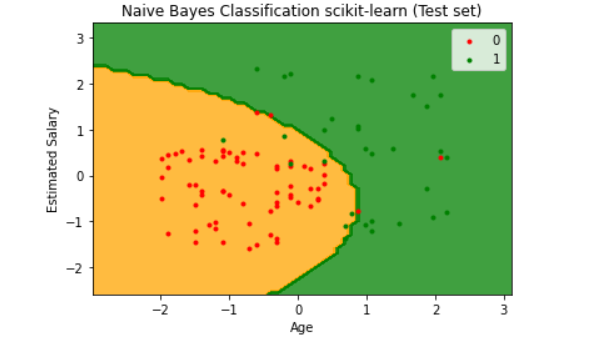 Naive Bayes Classification scikit-learn (Test set)
0
1
3
2
1
0
−1
−2
Estimated Salary
−2 −1 0 1 2 3
Age